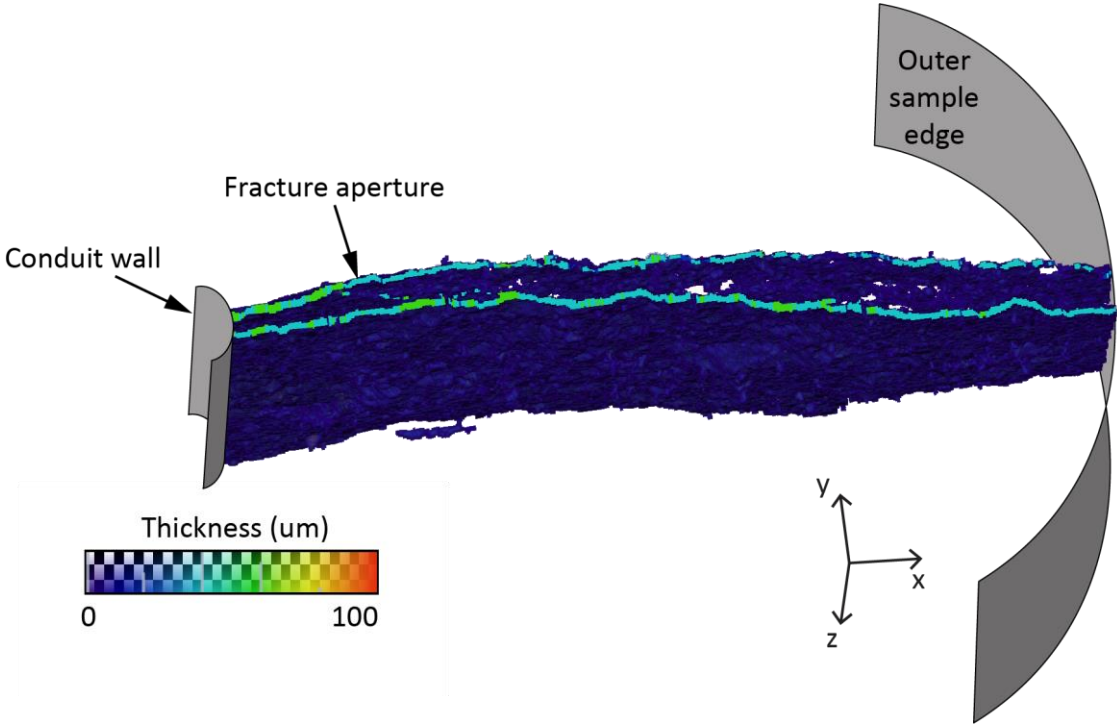 Outer
sample
edge
Fracture aperture
Conduit wall
y
x
z
Thickness (um)
0 100